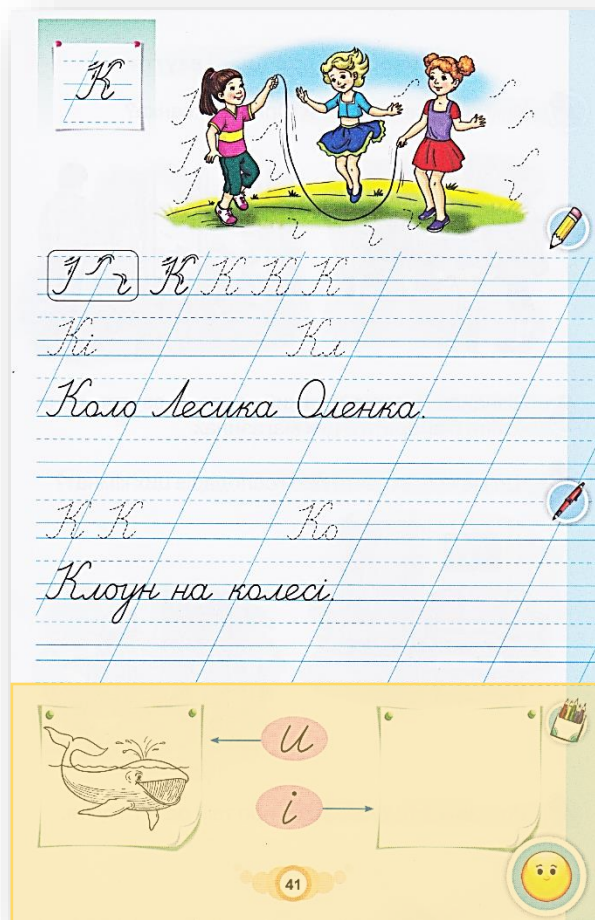 К
К К К К
Кі Кл
Коло Лесика Оленка.
К К Ко
Клоун на колесі.
и
і
41